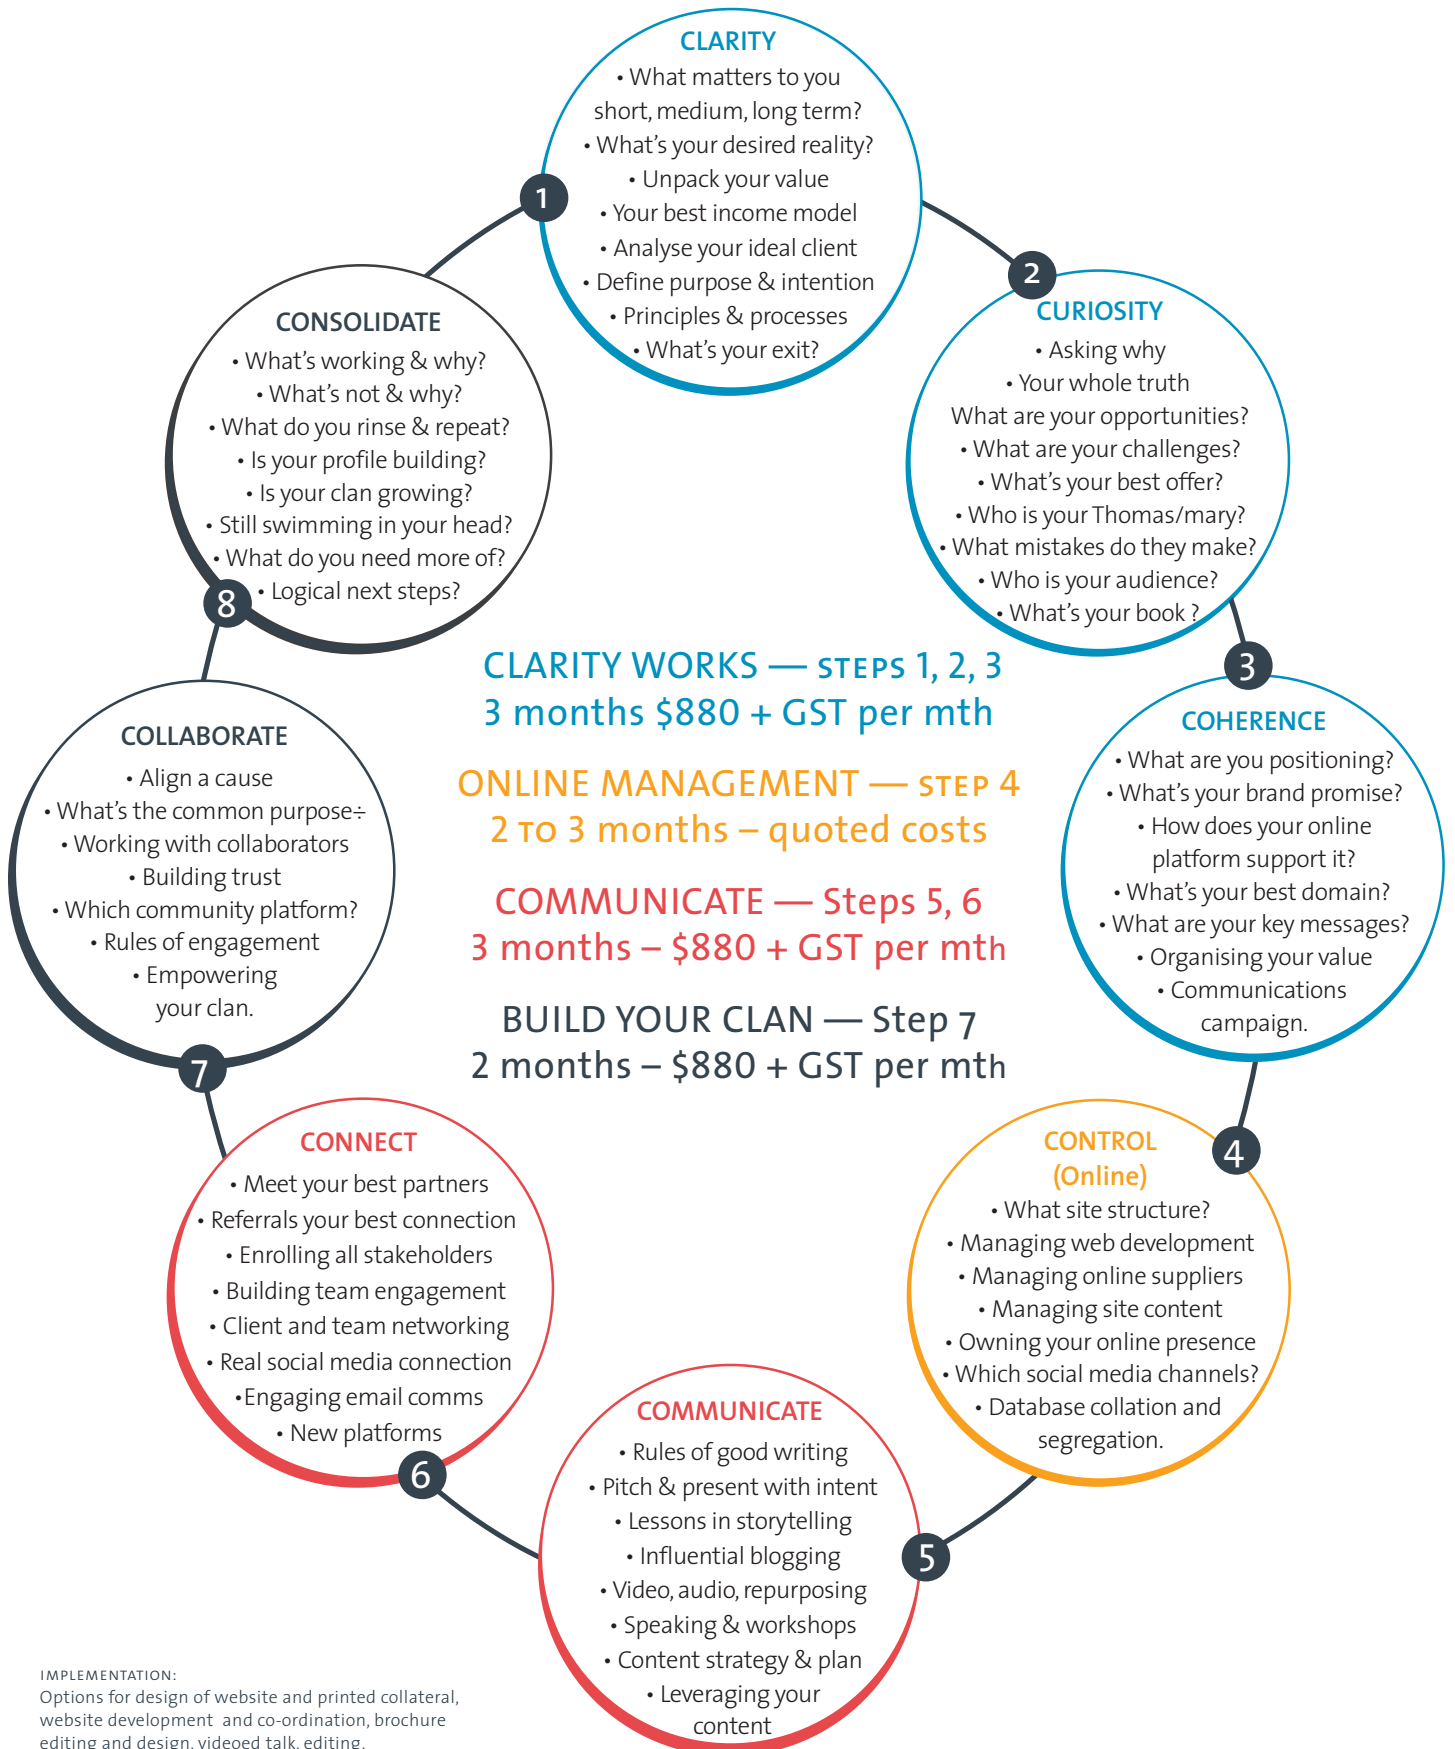 CLARITY
• What matters to you
short, medium, long term?
• What's your desired reality?
• Unpack your value
• Your best income model
• Analyse your ideal client
• Define purpose & intention
• Principles & processes
• What's your exit?
1
2
CURIOSITY
• Asking why
• Your whole truth
What are your opportunities?
• What are your challenges?
• What's your best offer?
• Who is your Thomas/mary?
• What mistakes do they make?
• Who is your audience?
• What's your book ?
3
COHERENCE
• What are you positioning?
• What's your brand promise?
• How does your online
platform support it?
• What's your best domain?
• What are your key messages?
• Organising your value
• Communications
campaign.
4
CONTROL
(Online)
• What site structure?
• Managing web development
• Managing online suppliers
• Managing site content
• Owning your online presence
• Which social media channels?
• Database collation and
segregation.
5
COMMUNICATE
• Rules of good writing
• Pitch & present with intent
• Lessons in storytelling
• Influential blogging
• Video, audio, repurposing
• Speaking & workshops
• Content strategy & plan
• Leveraging your
content
6
CONNECT
• Meet your best partners
• Referrals your best connection
• Enrolling all stakeholders
• Building team engagement
• Client and team networking
• Real social media connection
•Engaging email comms
• New platforms
7
COLLABORATE
• Align a cause
• What's the common purpose÷
• Working with collaborators
• Building trust
• Which community platform?
• Rules of engagement
• Empowering
your clan.
8
CONSOLIDATE
• What's working & why?
• What's not & why?
• What do you rinse & repeat?
• Is your profile building?
• Is your clan growing?
• Still swimming in your head?
• What do you need more of?
• Logical next steps?
CLARITY WORKS — STEPS 1, 2, 3
3 months $880 + GST per mth
ONLINE MANAGEMENT — STEP 4
2 TO 3 months – quoted costs
COMMUNICATE — Steps 5, 6
3 months – $880 + GST per mth
BUILD YOUR CLAN — Step 7
2 months – $880 + GST per mth
IMPLEMENTATION:
Options for design of website and printed collateral,
website development and co-ordination, brochure
editing and design, videoed talk, editing.